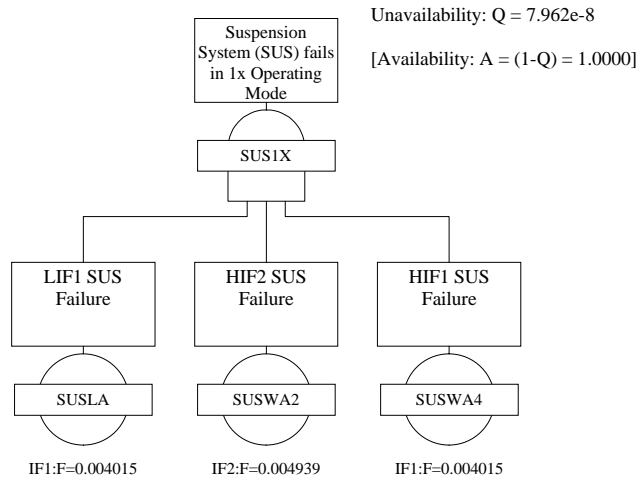 Unavailability: Q = 7.962e-8
[Availability: A = (1-Q) = 1.0000]
Suspension
System (SUS) fails
in 1x Operating
Mode
SUS1X
LIF1 SUS
Failure
HIF2 SUS
Failure
HIF1 SUS
Failure
SUSLA
SUSWA2
SUSWA4
IF1:F=0.004015
IF2:F=0.004939
IF1:F=0.004015